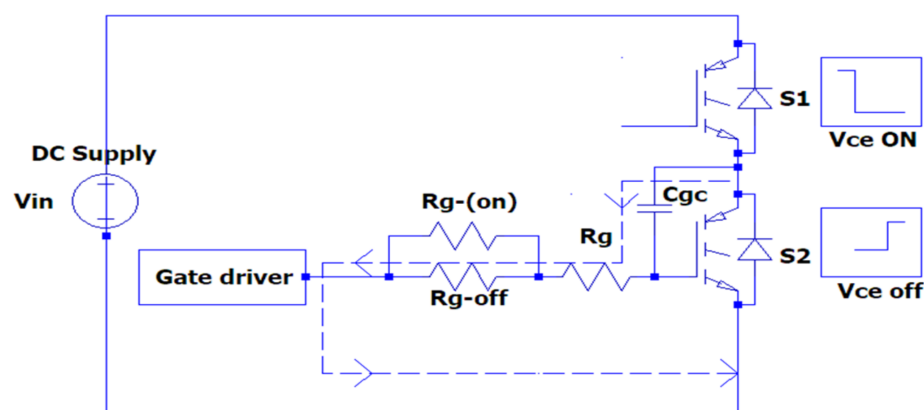 S1
Vce ON
DC Supply
Vin
Rg-(on)
Cgc
Rg
Gate driver
Rg-off
S2
Vce off